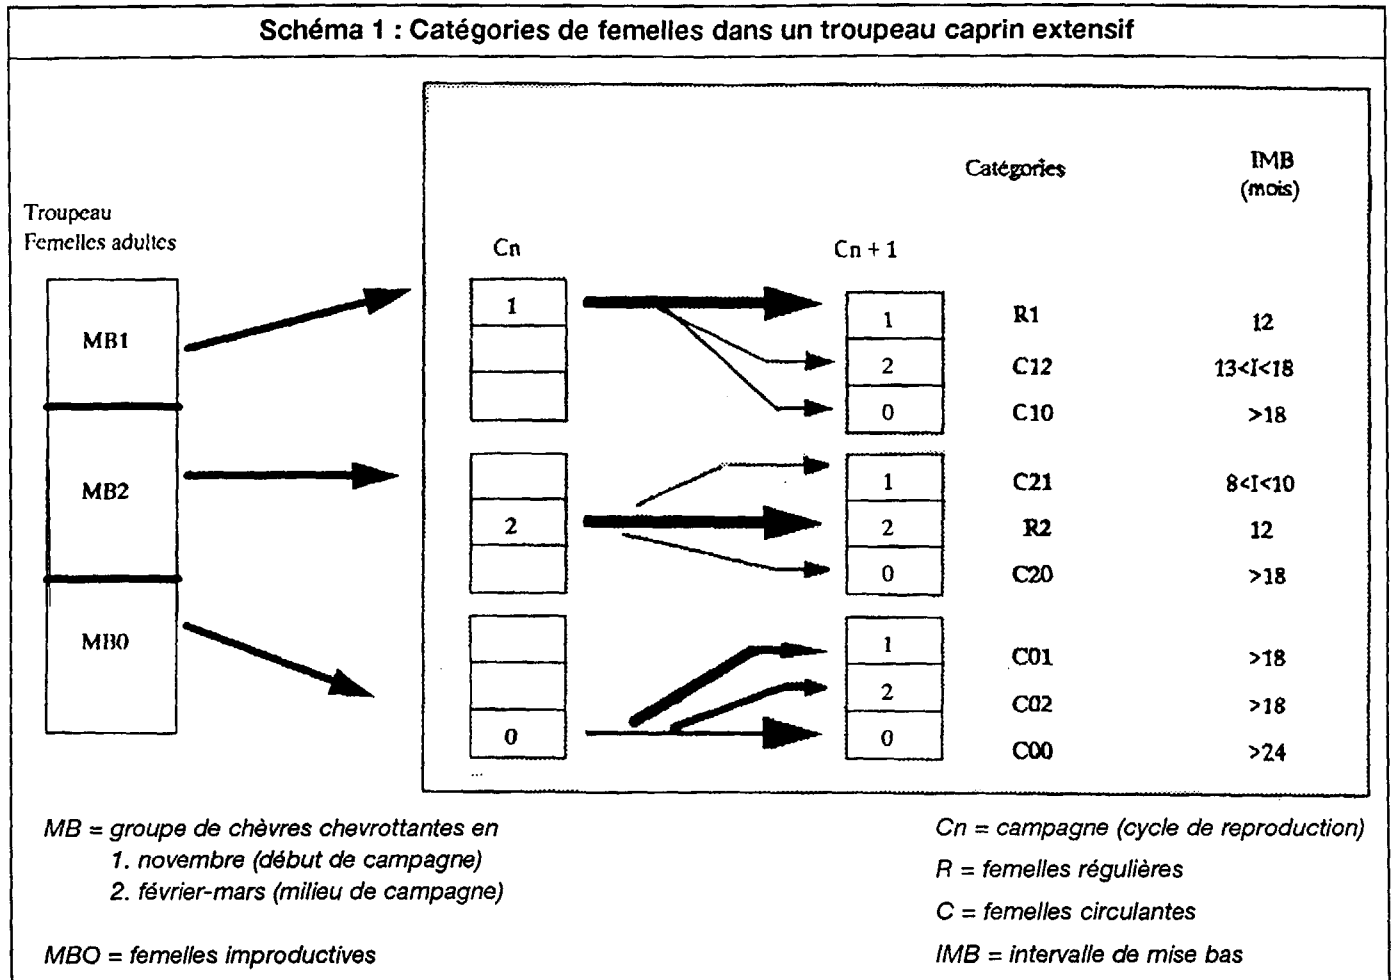 Schéma 1 : Catégories de femelles dans un troupeau caprin extensif
Catégories
IMB
(mois)
Troupeau
Femelles adultes
Cn
Cn + 1
MB1
1
1
R1
12
2
C12
13<I<18
0
C10
>18
MB2
1
C21
8<I<10
2
2
R2
12
0
C20
>18
MB0
1
C01
>18
2
C02
>18
0
0
C00
>24
...
MB = groupe de chèvres chevrottantes en
1. novembre (début de campagne)
2. février-mars (milieu de campagne)
MBO = femelles improductives
Cn = campagne (cycle de reproduction)
R = femelles régulières
C = femelles circulantes
IMB = intervalle de mise bas